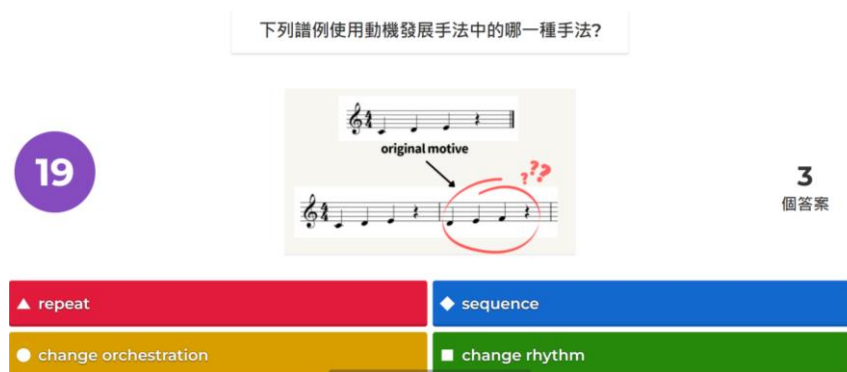 下列譜例使用動機發展手法中的哪一種手法?
19
original motive
???
3
個答案
repeat
sequence
change orchestration
change rhythm